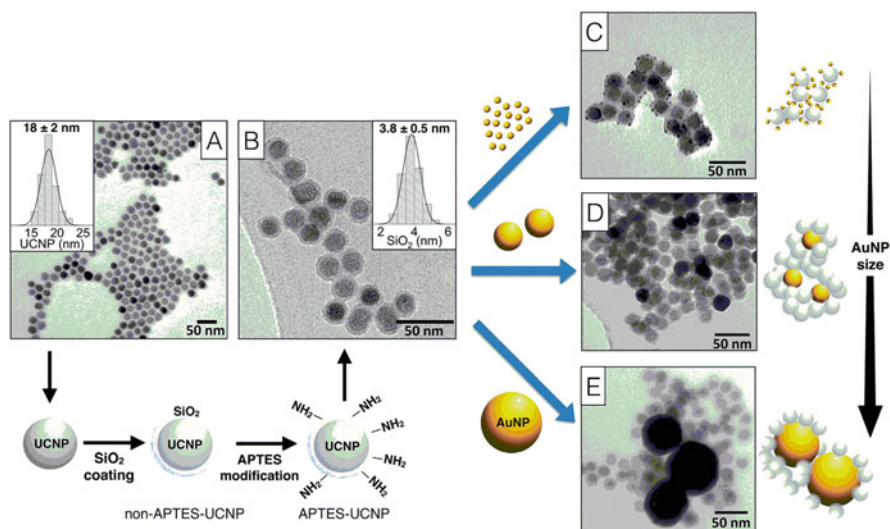 A
18 ± 2 nm
15 20 25
UCNP (nm)
50 nm
B
3.8 ± 0.5 nm
2 4 6
SiO₂ (nm)
50 nm
C
50 nm
D
50 nm
E
50 nm
AuNP
size
AuNP
UCNP
SiO₂
coating
SiO₂
UCNP
non-APTES-UCNP
APTES
modification
NH₂
NH₂
NH₂
NH₂
NH₂
NH₂
NH₂
UCNP
APTES-UCNP